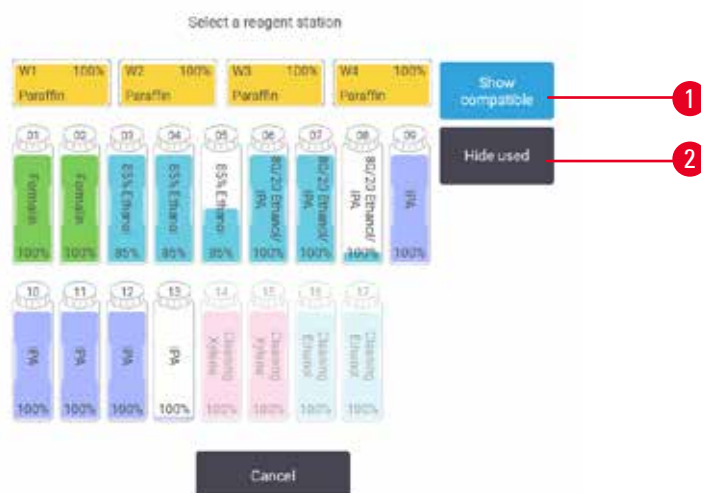 Select a reagent station
W1 100% W2 100% W3 100% W4 100%
Paraffin Paraffin Paraffin Paraffin
Show
compatible
1
01 02 03 04 05 06 07 08 09
Hide used
2
Formalin Formalin 85% Ethanol 85% Ethanol 85% Ethanol 80/20 Ethanol/
IPA 80/20 Ethanol/
IPA 80/20 Ethanol/
IPA IPA
100% 100% 85% 85% 85% 100% 100% 100% 100%
10 11 12 13 14 15 16 17
IPA IPA IPA IPA Cleaning
Xylene Cleaning
Xylene Cleaning
Ethanol Cleaning
Ethanol
100% 100% 100% 100% 100% 100% 100% 100%
Cancel